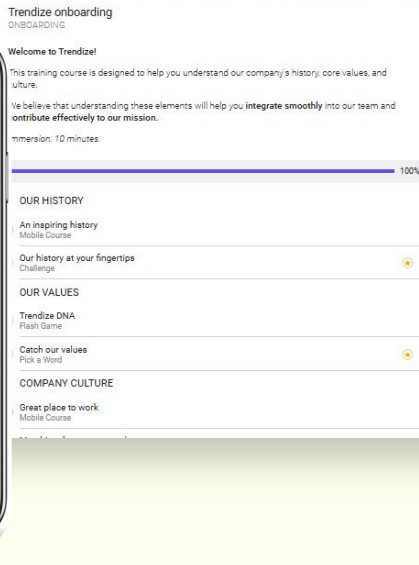 Trendize onboarding
ONBOARDING
Welcome to Trendize!
This training course is designed to help you understand our company's history, core values, and
culture.
We believe that understanding these elements will help you integrate smoothly into our team and
contribute effectively to our mission.
mmersion: 10 minutes.
100%
OUR HISTORY
An inspiring history
Mobile Course
Our history at your fingertips
Challenge
OUR VALUES
Trendize DNA
Flash Game
Catch our values
Pick a Word
COMPANY CULTURE
Great place to work
Mobile Course